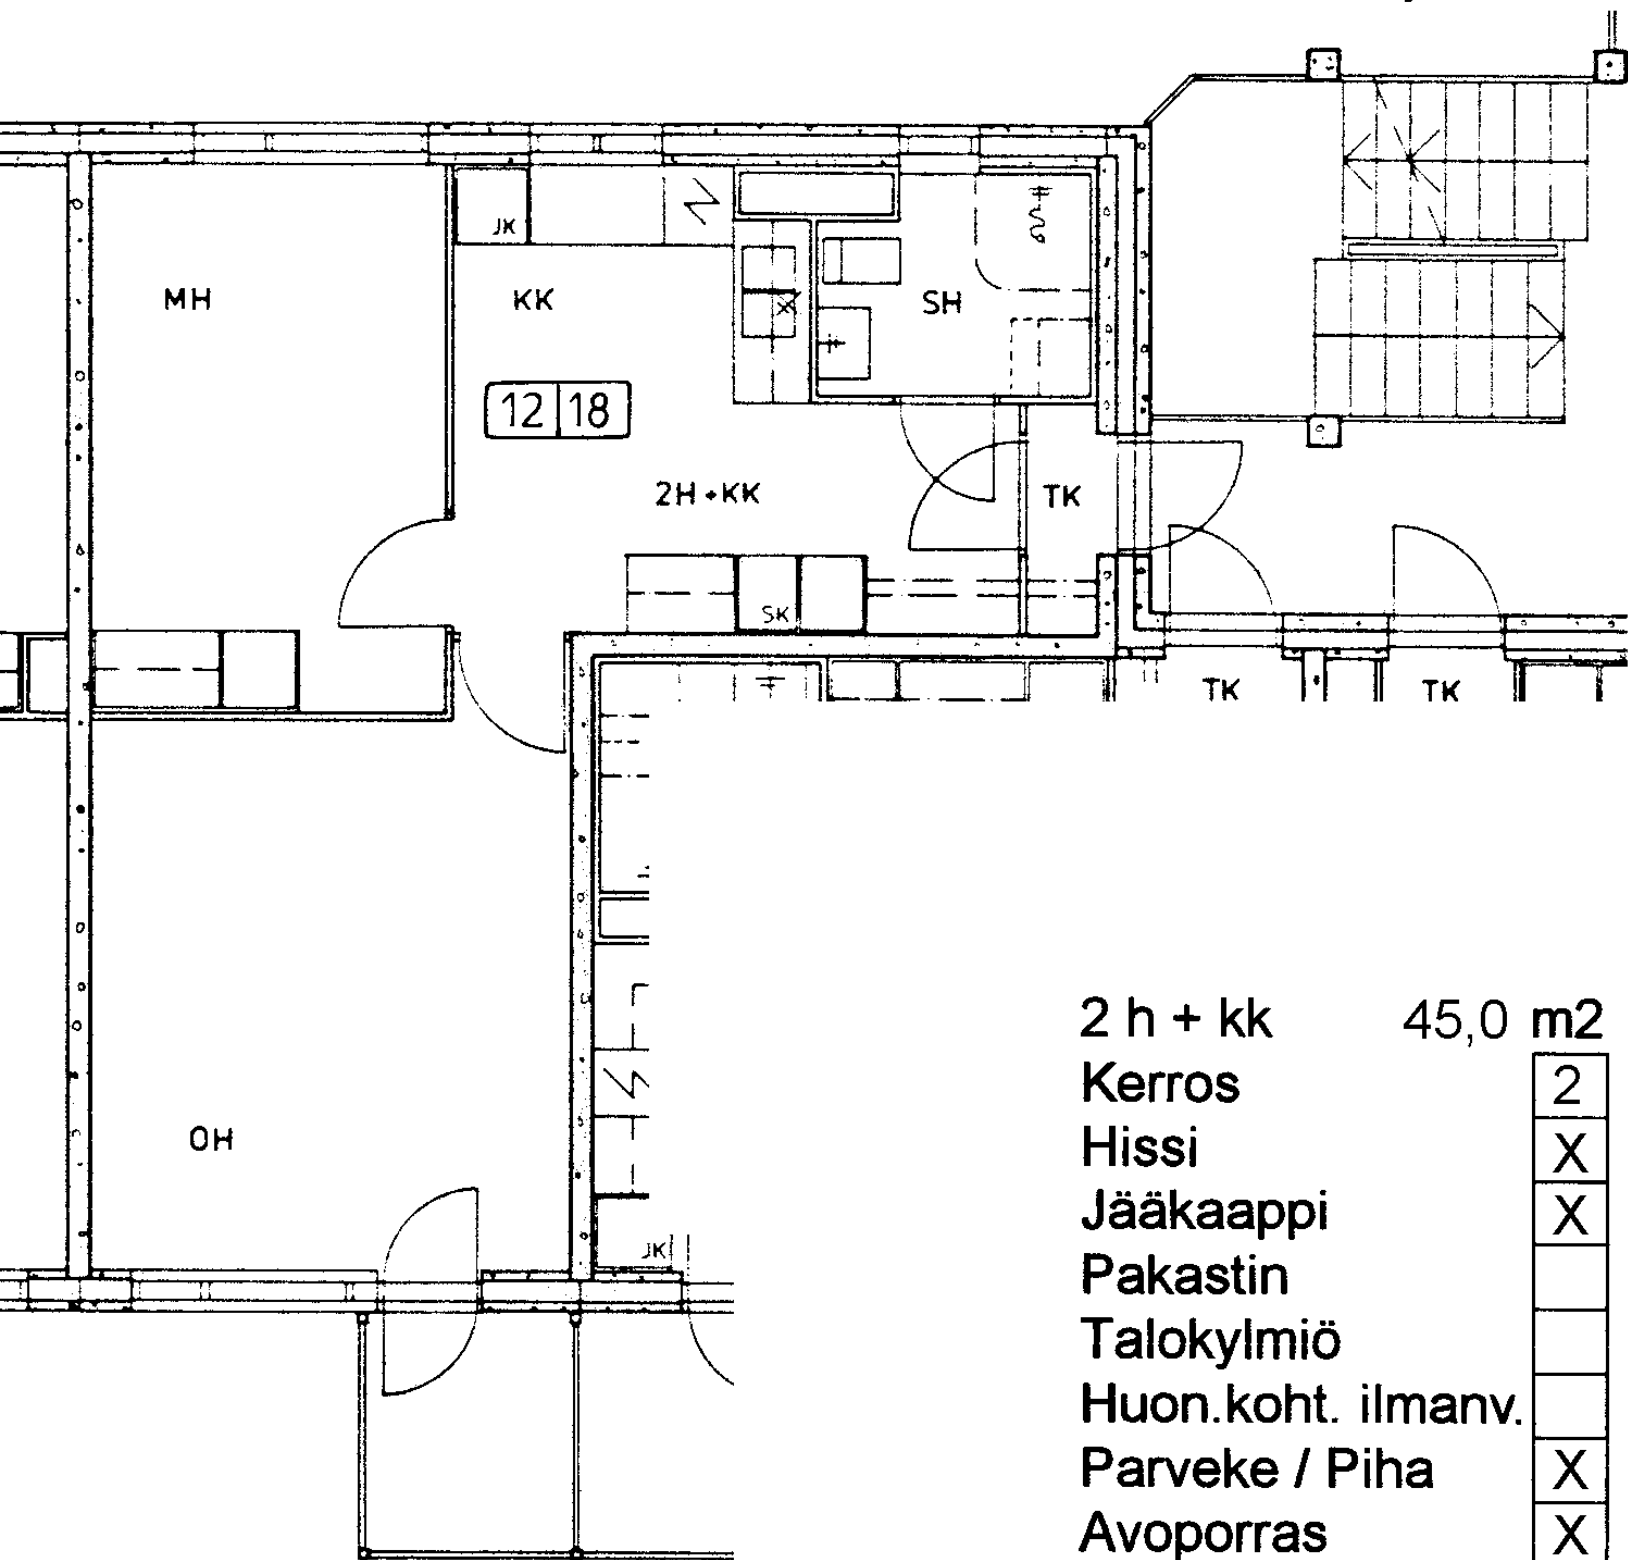 JK
MH
KK
SH
12 18
2H+KK
TK
SK
TK
TK
OH
JK
2 h + kk 45,0 m2
Kerros 2
Hissi X
Jääkaappi X
Pakastin
Talokylmiö
Huon.koht. ilmanv.
Parveke / Piha X
Avoporras X